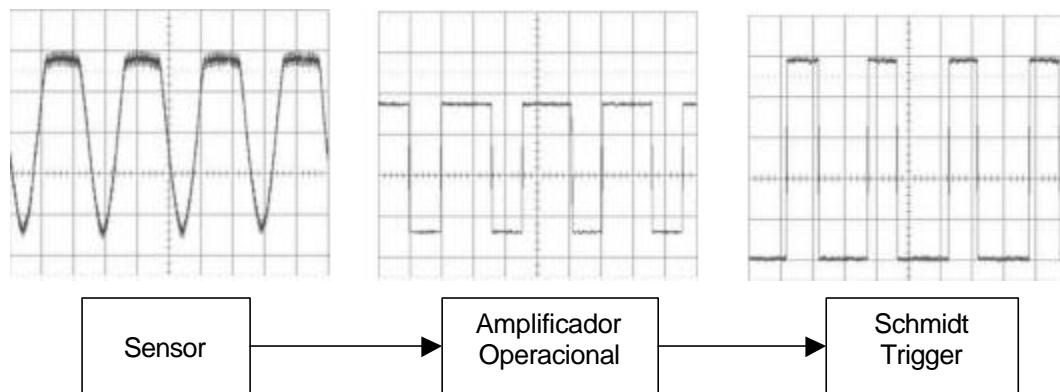 Sensor
Amplificador
Operacional
Schmidt
Trigger